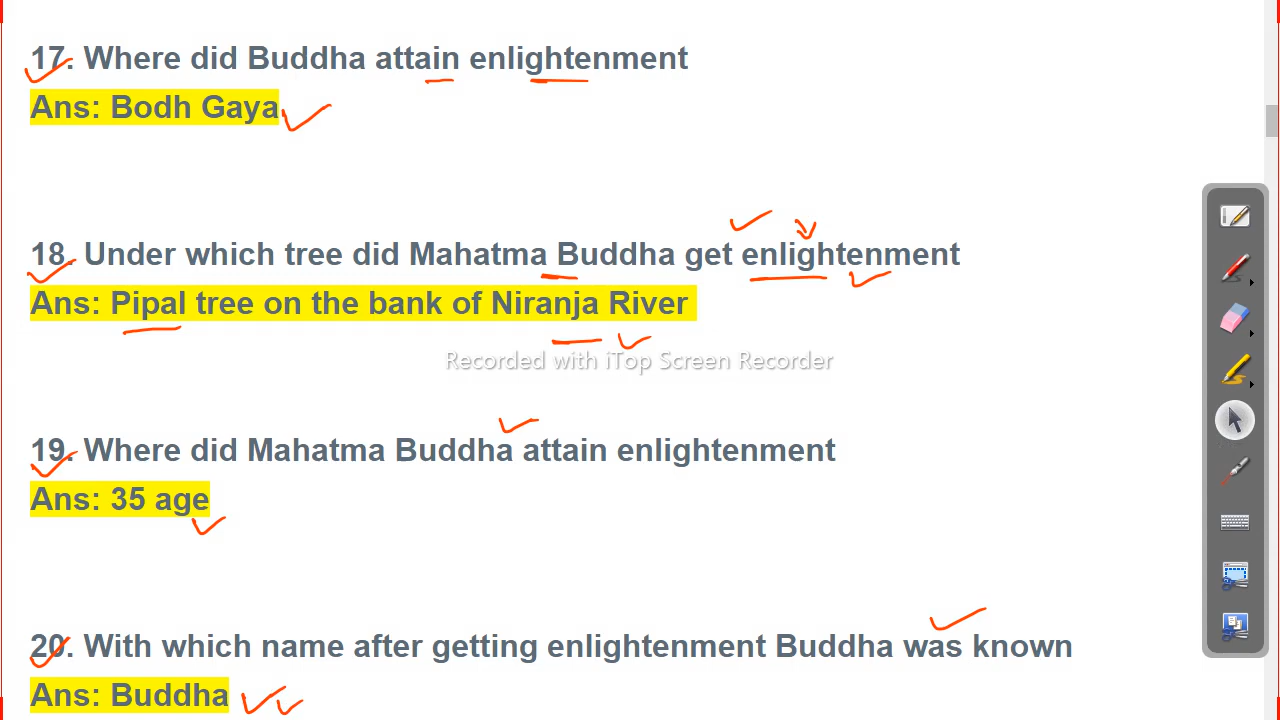 17. Where did Buddha attain enlightenment
Ans: Bodh Gaya
18. Under which tree did Mahatma Buddha get enlightenment
Ans: Pipal tree on the bank of Niranja River
Recorded with iTop Screen Recorder
19. Where did Mahatma Buddha attain enlightenment
Ans: 35 age
20. With which name after getting enlightenment Buddha was known
Ans: Buddha